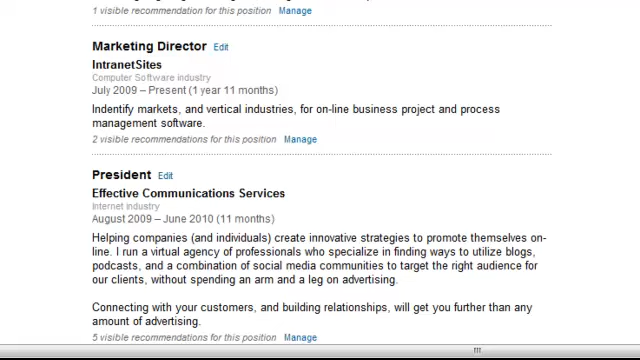 1 visible recommendation for this position Manage
Marketing Director Edit
IntranetSites
Computer Software industry
July 2009 – Present (1 year 11 months)
Indentify markets, and vertical industries, for on-line business project and process
management software.
2 visible recommendations for this position Manage
President Edit
Effective Communications Services
Internet industry
August 2009 – June 2010 (11 months)
Helping companies (and individuals) create innovative strategies to promote themselves on-
line. I run a virtual agency of professionals who specialize in finding ways to utilize blogs,
podcasts, and a combination of social media communities to target the right audience for
our clients, without spending an arm and a leg on advertising.
Connecting with your customers, and building relationships, will get you further than any
amount of advertising.
5 visible recommendations for this position Manage